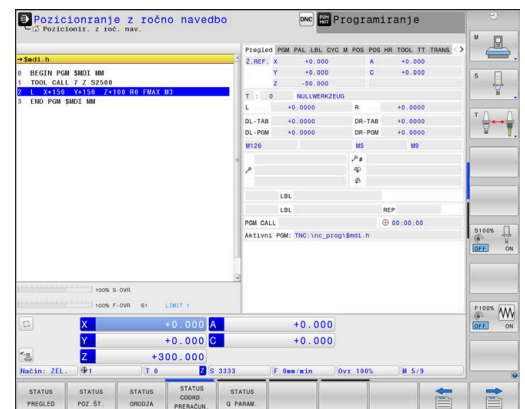 Pozicionranje z ročno navedbo
Pozicionir. z roč. nav.
DNC
Programiranje
→$mdi.h
0 BEGIN PGM $MDI MM
1 TOOL CALL 7 Z S2500
2 L X+150 Y+150 Z+100 R0 FMAX M3
3 END PGM $MDI MM
100% S-OVR
100% F-OVR S1 LIMIT 1
Pregled PGM PAL LBL CYC M POS POS HR TOOL TT TRANS
Ž.REF. X +0.000 A +0.000
Y +0.000 C +0.000
Z -50.000
T : 0 NULLWERKZEUG
L +0.0000 R +0.0000
DL-TAB +0.0000 DR-TAB +0.0000
DL-PGM +0.0000 DR-PGM +0.0000
M126 M5 M9
LBL
LBL REP
PGM CALL 00:00:00
Aktivni PGM: TNC:\nc_prog\$mdi.h
X +0.000 A +0.000
Y +0.000 C +0.000
Z +300.000
Način: ŽEL. 1 T 0 Z S 3333 F 0mm/min Ovr 100% M 5/9
STATUS PREGLED
STATUS POZ.ŠT.
STATUS ORODJA
STATUS COORD. PRERAČUN.
STATUS Q PARAM.
M
S
T
S100%
OFF ON
F100%
OFF ON